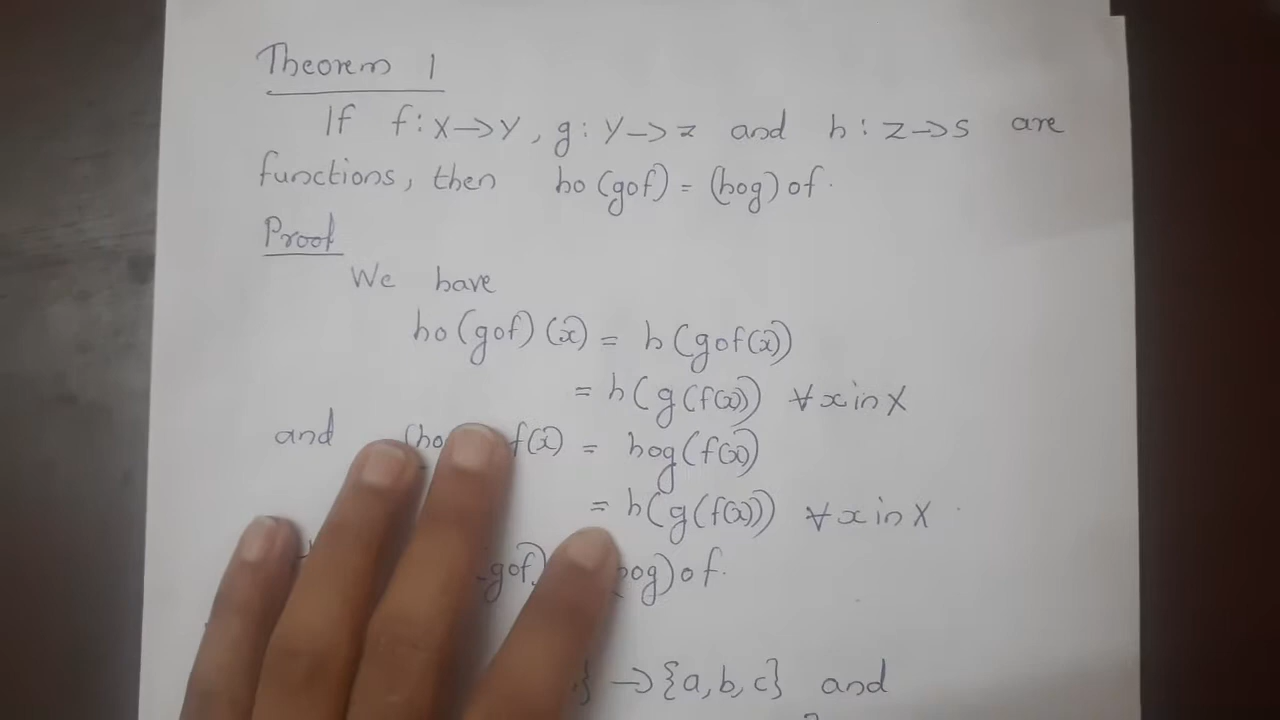 Theorem 1
If f : X → Y , g : Y → Z and h : Z → S are
functions, then ho (gof) = (hog) of.
Proof
We have
ho (gof) (x) = h (gof(x))
= h (g (f(x)) ∀ x in X
and (ho f(x) = hog (f(x))
= h (g (f(x))) ∀ x in X
gof) og) of.
} → {a, b, c} and